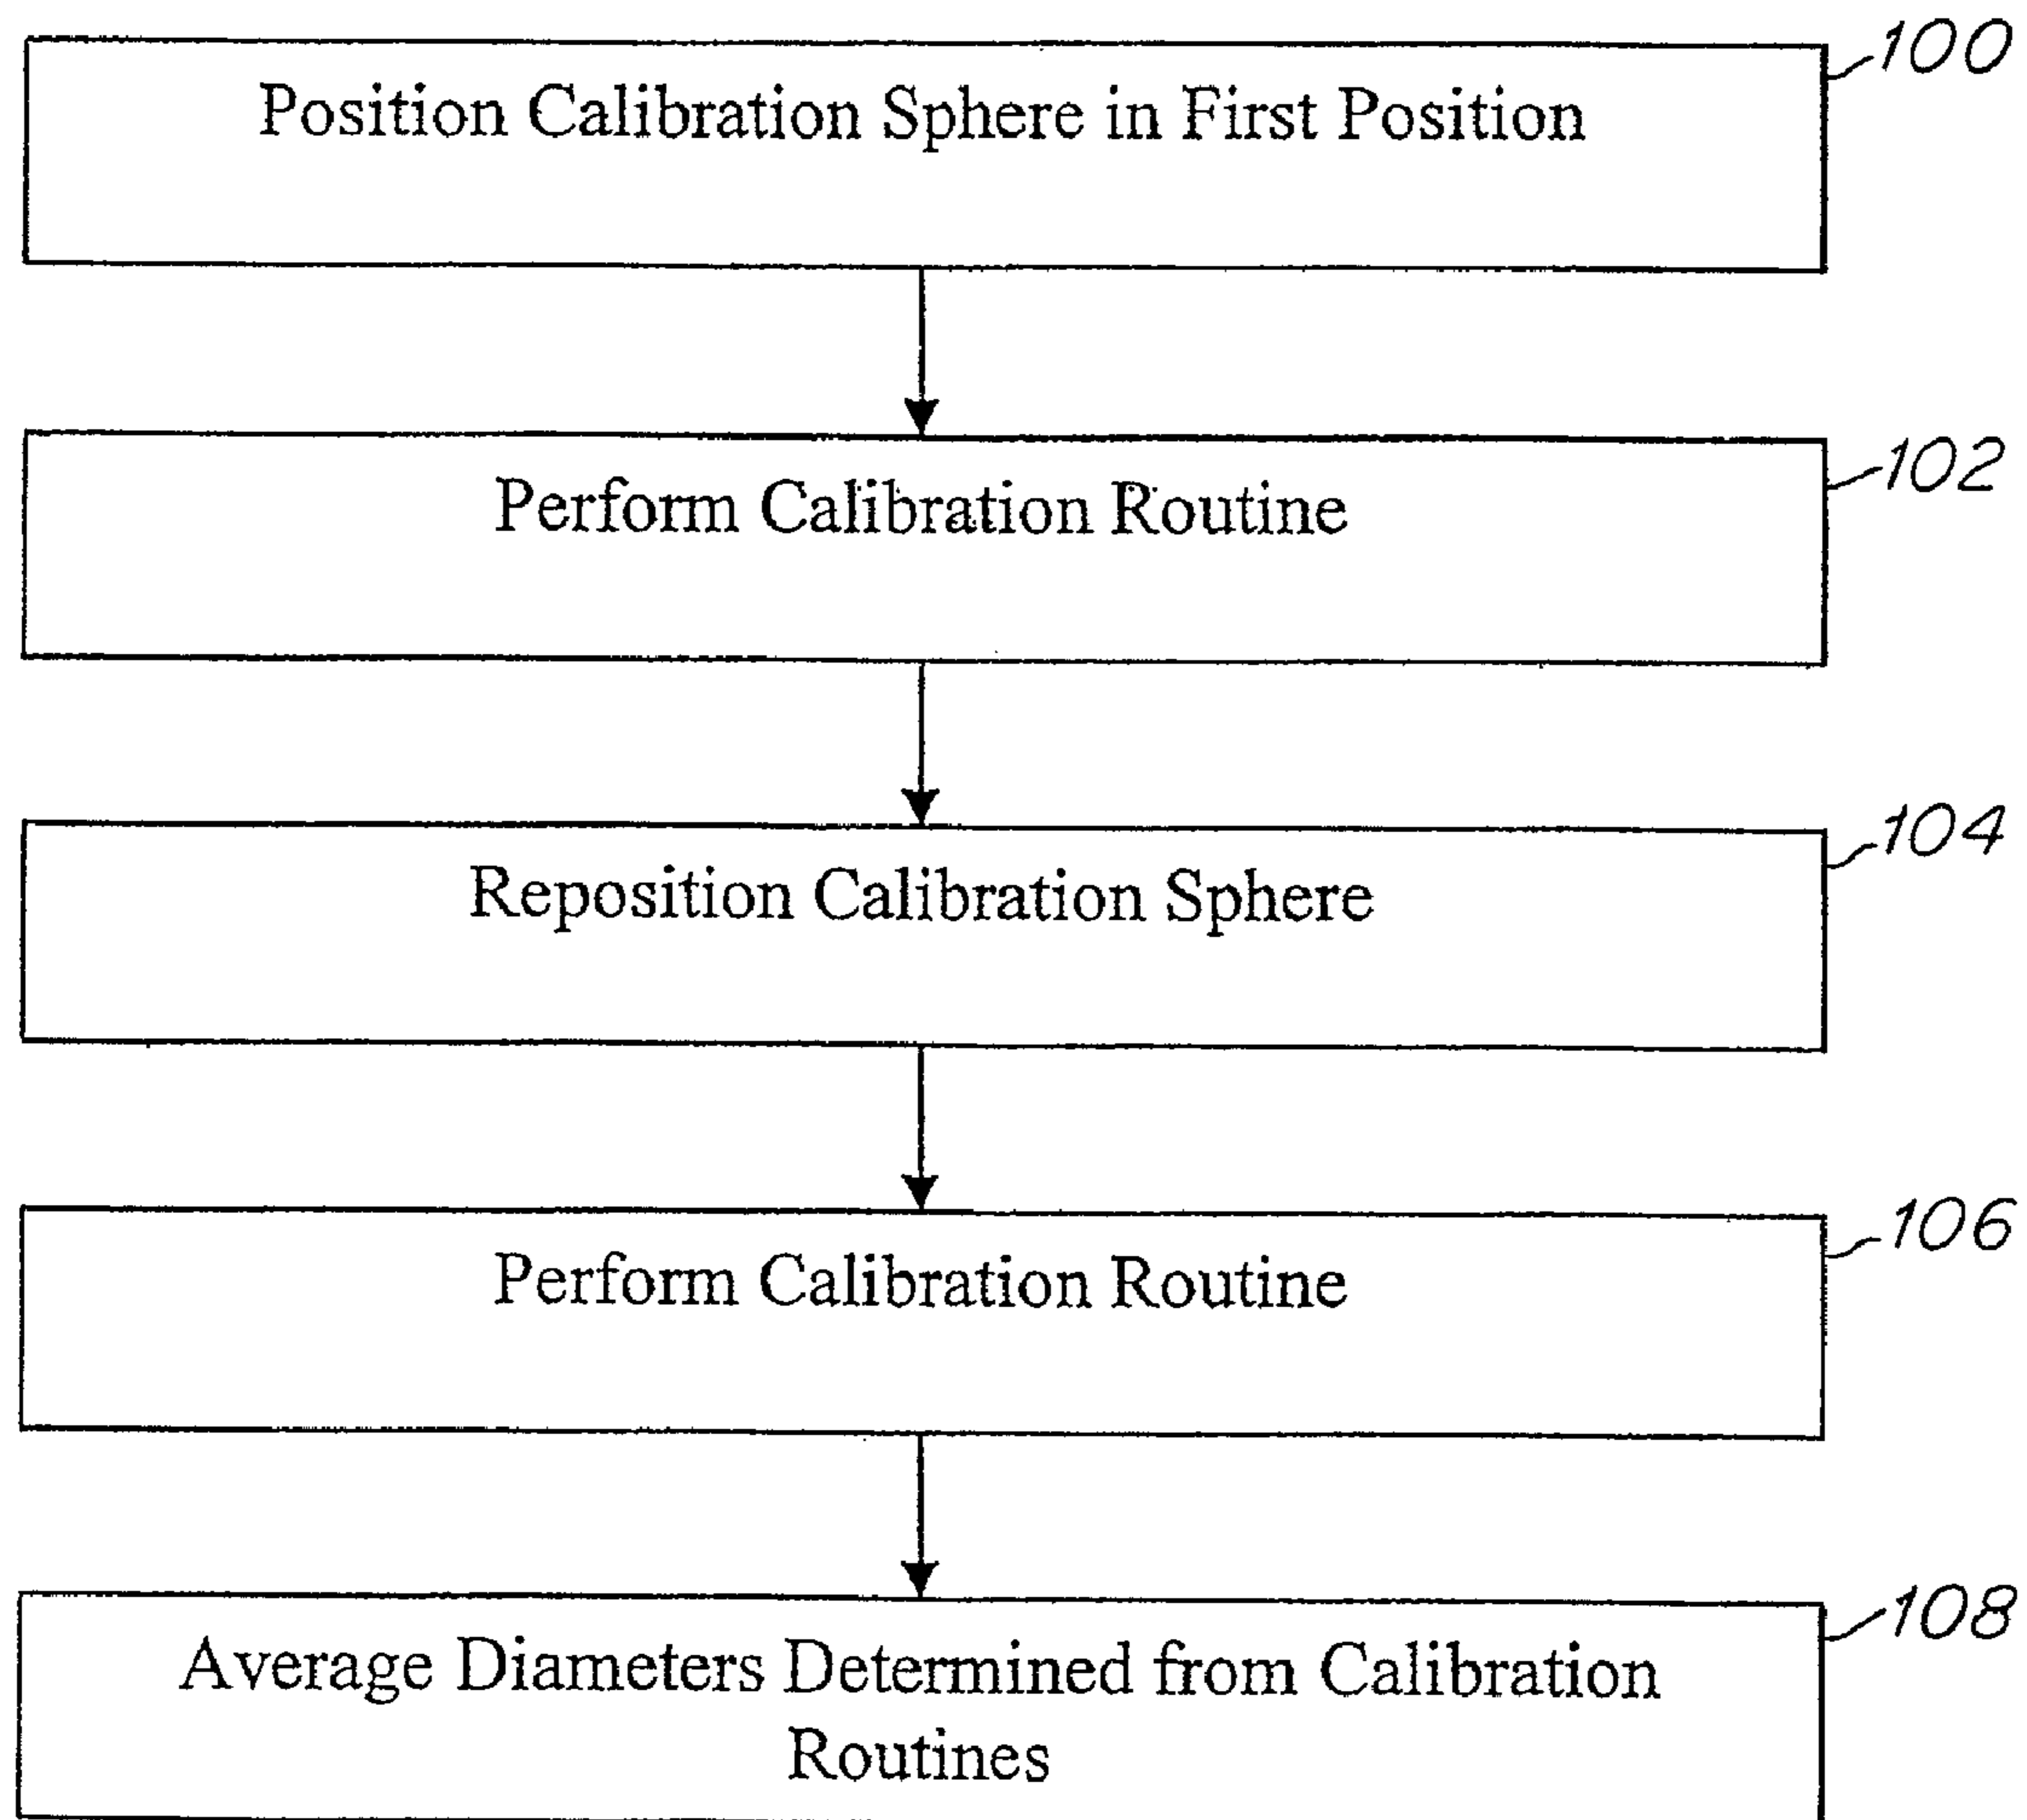 100
Position Calibration Sphere in First Position
102
Perform Calibration Routine
104
Reposition Calibration Sphere
106
Perform Calibration Routine
108
Average Diameters Determined from Calibration
Routines